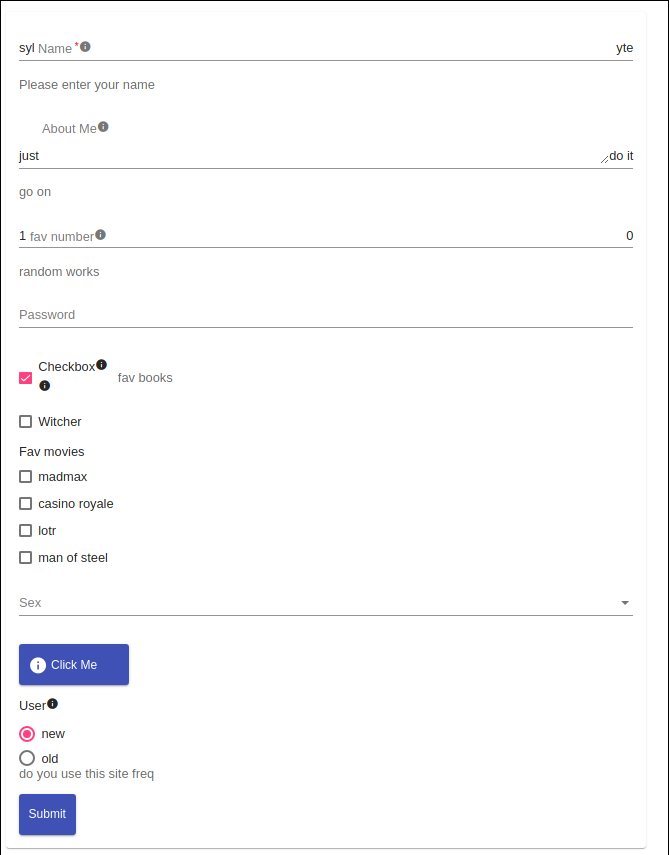 syl Name * yte
Please enter your name
About Me
just do it
go on
1 fav number 0
random works
Password
Checkbox
fav books
Witcher
Fav movies
madmax
casino royale
lotr
man of steel
Sex
Click Me
User
new
old
do you use this site freq
Submit